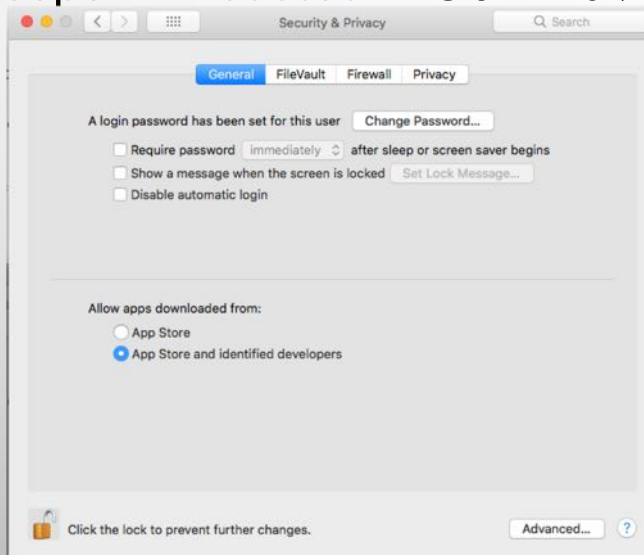 Security & Privacy
Search
General FileVault Firewall Privacy
A login password has been set for this user Change Password...
Require password immediately after sleep or screen saver begins
Show a message when the screen is locked Set Lock Message...
Disable automatic login
Allow apps downloaded from:
App Store
App Store and identified developers
Click the lock to prevent further changes.
Advanced... ?